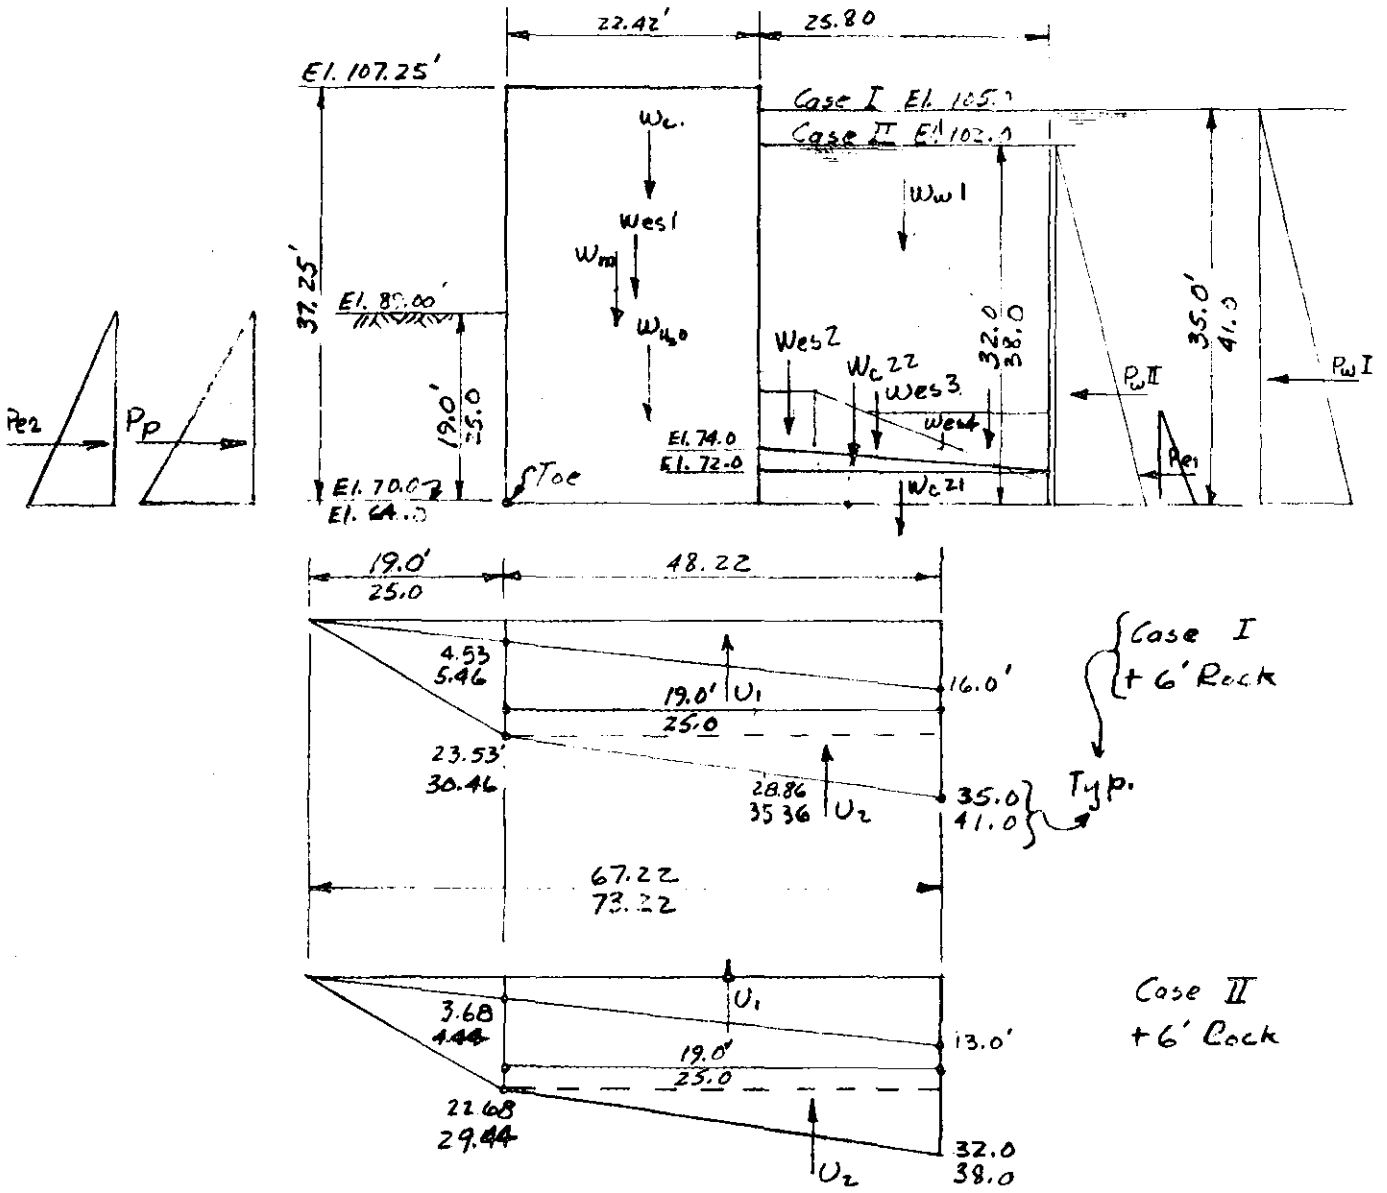 22.42'
25.80
El. 107.25'
Case I El. 105.
Case II El. 102.0
Wc.
Ww1
Wes1
Wm
37.25'
El. 89.00'
WH2O
Wes2
Wc22
32.0
38.0
35.0'
41.0
PwII
PwI
Wes3
Wes4
Pe2
Pp
19.0'
25.0
El. 74.0
El. 72.0
Pe1
Toe
El. 70.0
El. 64.0
Wc21
19.0'
25.0
48.22
4.53
5.46
U1
16.0'
Case I
+ 6' Rock
19.0'
25.0
23.53'
30.46
28.86
35.36
U2
35.0
41.0
Typ.
67.22
73.22
3.68
4.44
U1
13.0'
Case II
+ 6' Rock
19.0'
25.0
22.68
29.44
U2
32.0
38.0